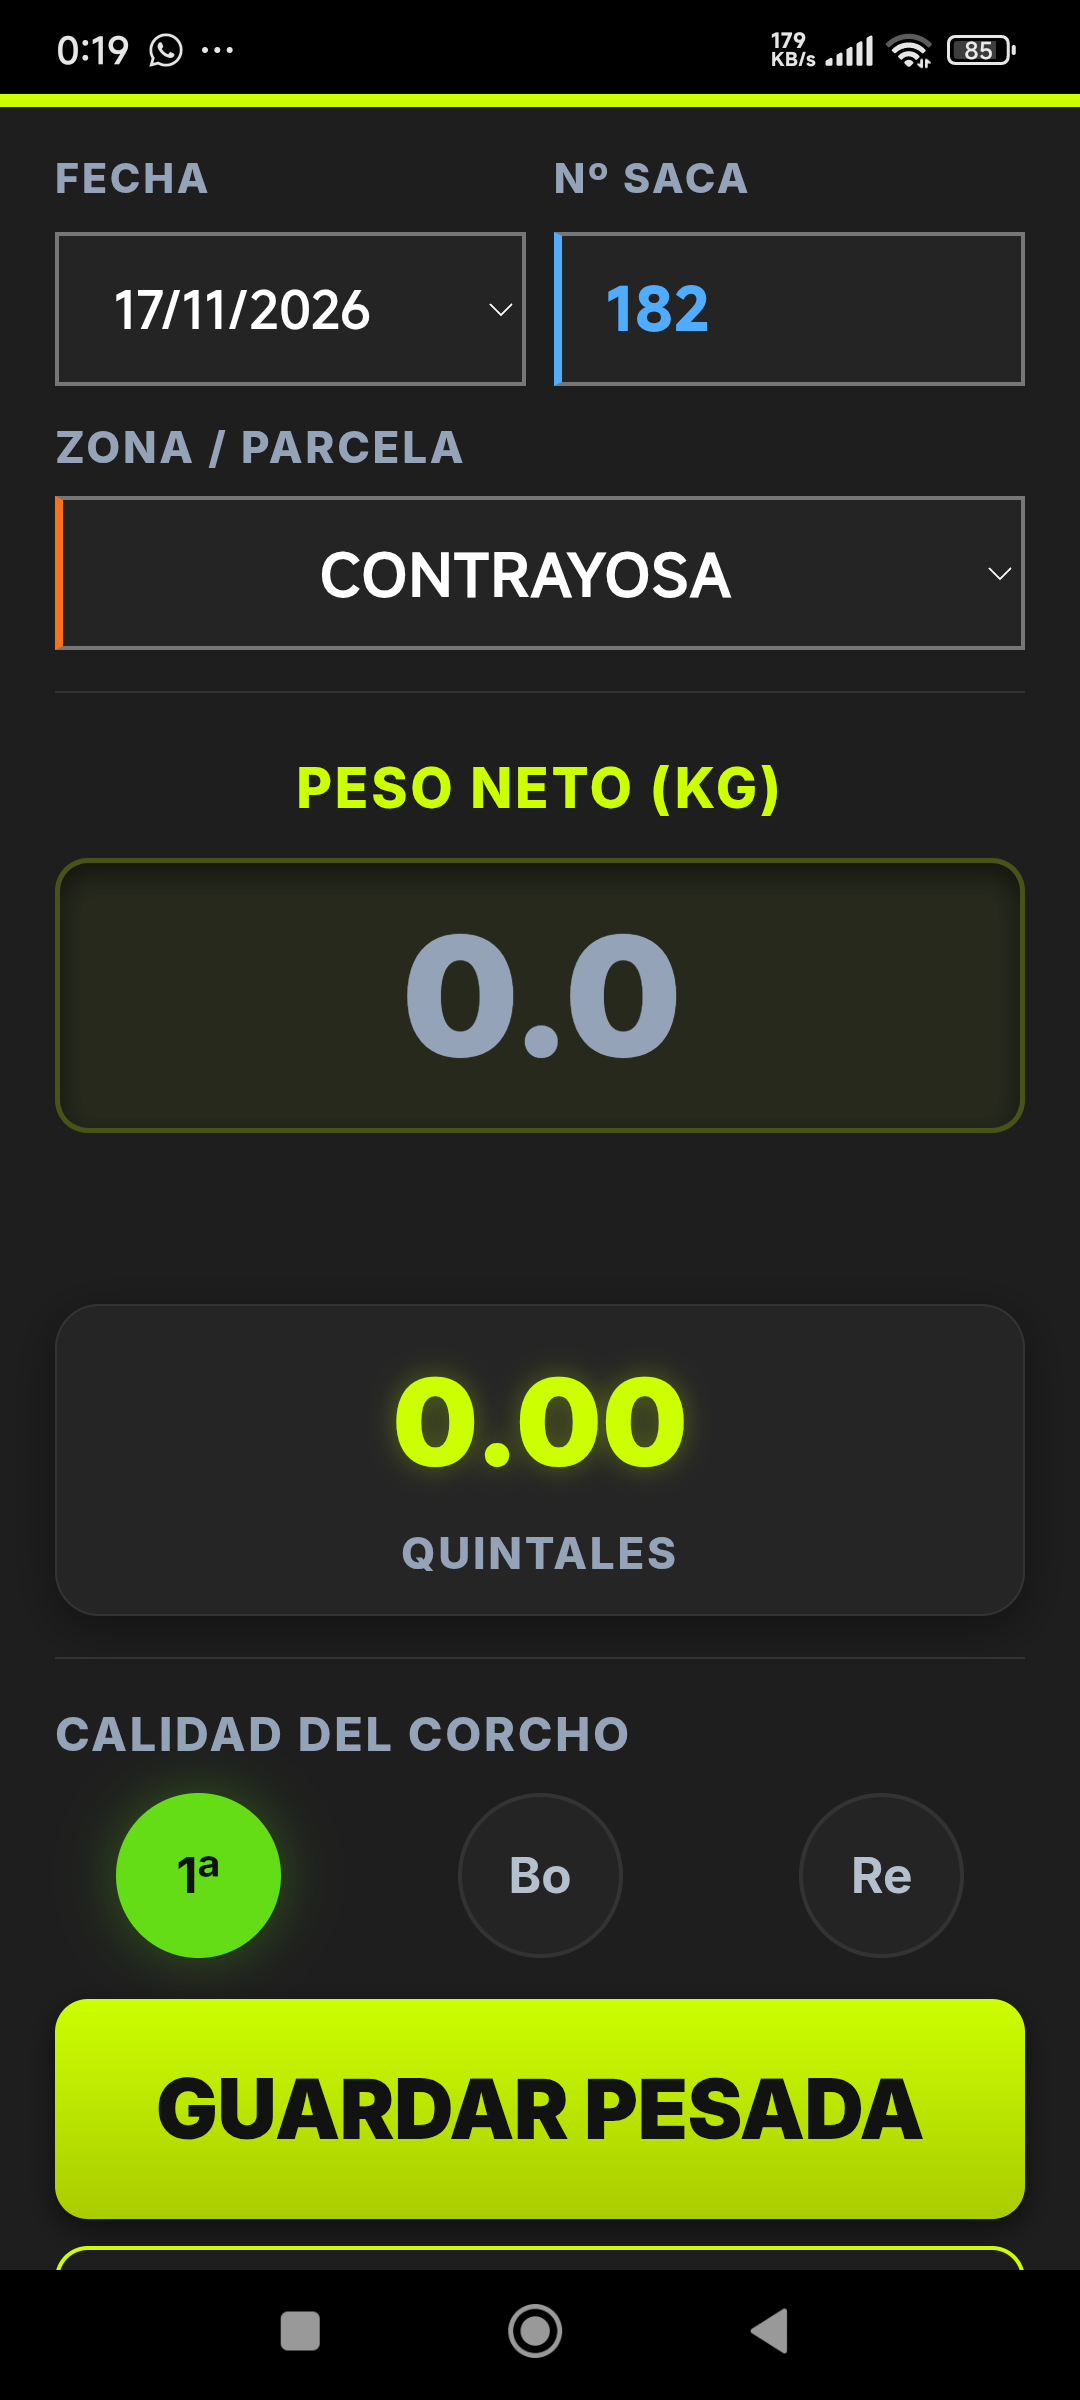 0:19 ... 179 KB/s 85
FECHA Nº SACA
17/11/2026 182
ZONA / PARCELA
CONTRAYOSA
PESO NETO (KG)
0.0
0.00
QUINTALES
CALIDAD DEL CORCHO
1ª Bo Re
GUARDAR PESADA